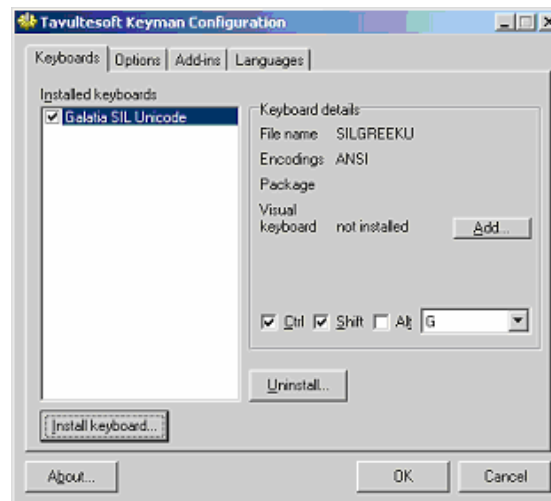 Tavultesoft Keyman Configuration
Keyboards Options Add-ins Languages
Installed keyboards
Galatia SIL Unicode
Keyboard details
File name SILGREEKU
Encodings ANSI
Package
Visual
keyboard not installed Add...
Ctrl Shift Alt G
Uninstall...
Install keyboard...
About... OK Cancel